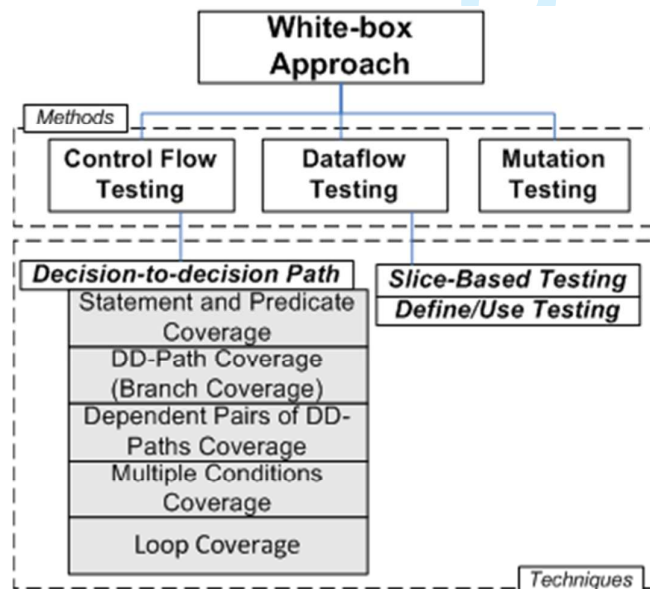 White-box
Approach
Methods
Control Flow
Testing
Dataflow
Testing
Mutation
Testing
Decision-to-decision Path
Statement and Predicate
Coverage
DD-Path Coverage
(Branch Coverage)
Dependent Pairs of DD-
Paths Coverage
Multiple Conditions
Coverage
Loop Coverage
Slice-Based Testing
Define/Use Testing
Techniques